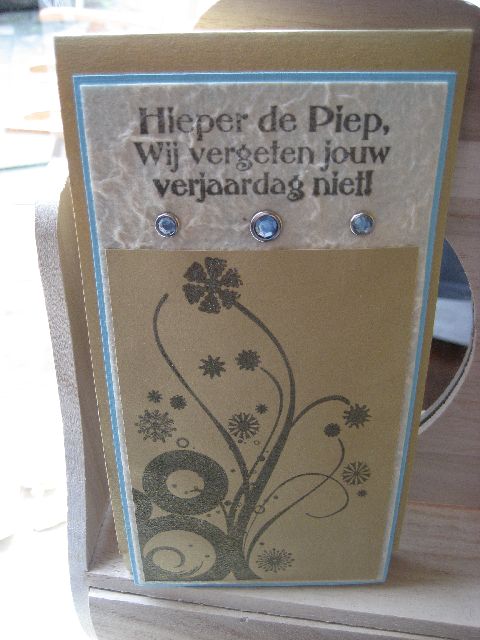 Hieper de Piep,
Wij vergeten jouw
verjaardag niet!